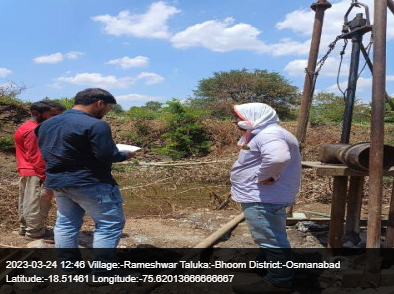 2023-03-24 12:46 Village:-Rameshwar Taluka:-Bhoom District:-Osmanabad
Latitude:-18.51461 Longitude:-75.62013666666667